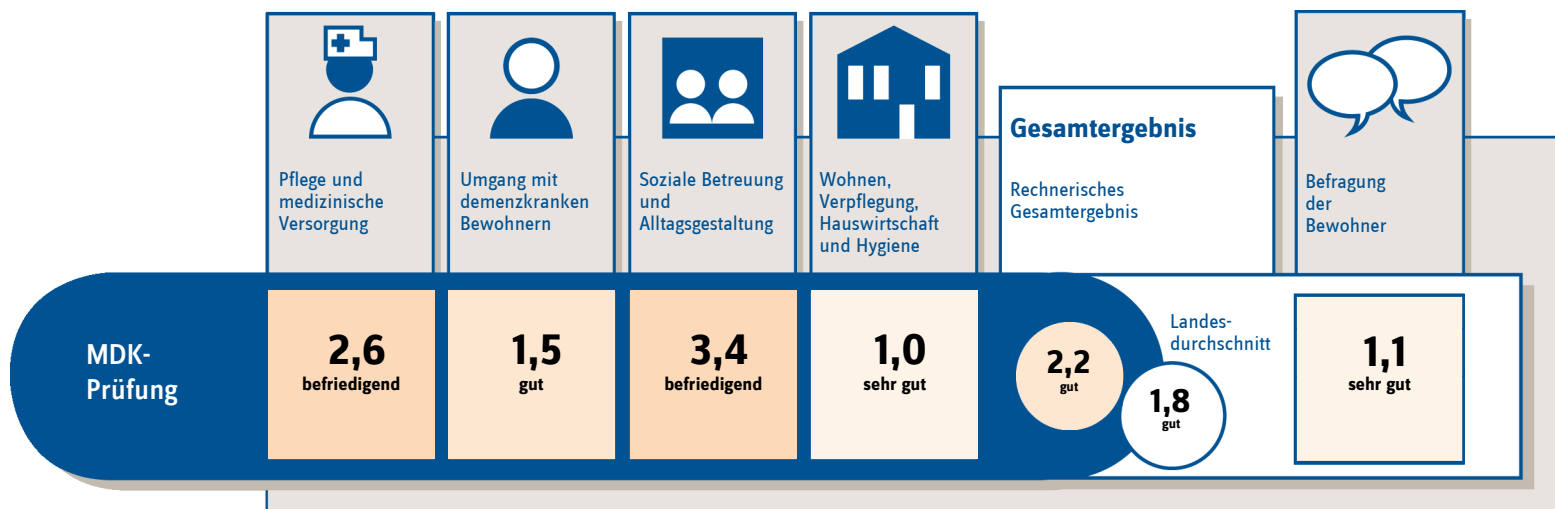 Pflege und
medizinische
Versorgung
Umgang mit
demenzkranken
Bewohnern
Soziale Betreuung
und
Alltagsgestaltung
Wohnen,
Verpflegung,
Hauswirtschaft
und Hygiene
Gesamtergebnis
Rechnerisches
Gesamtergebnis
Befragung
der
Bewohner
MDK-
Prüfung
2,6
befriedigend
1,5
gut
3,4
befriedigend
1,0
sehr gut
2,2
gut
Landes-
durchschnitt
1,8
gut
1,1
sehr gut